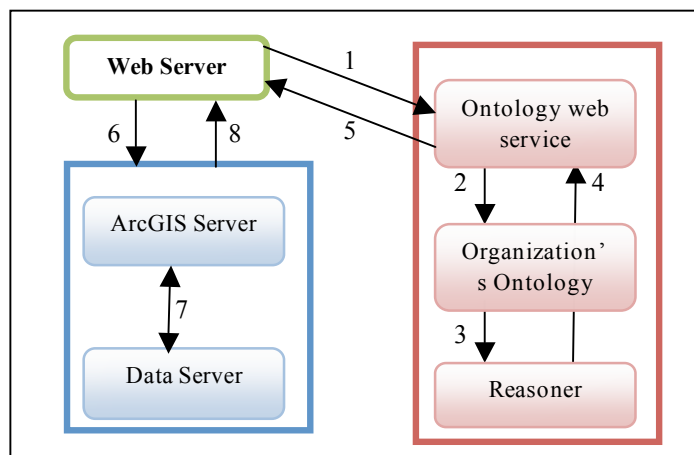 Web Server
1
5
6
8
ArcGIS Server
7
Data Server
Ontology web
service
2
4
Organization’
s Ontology
3
Reasoner